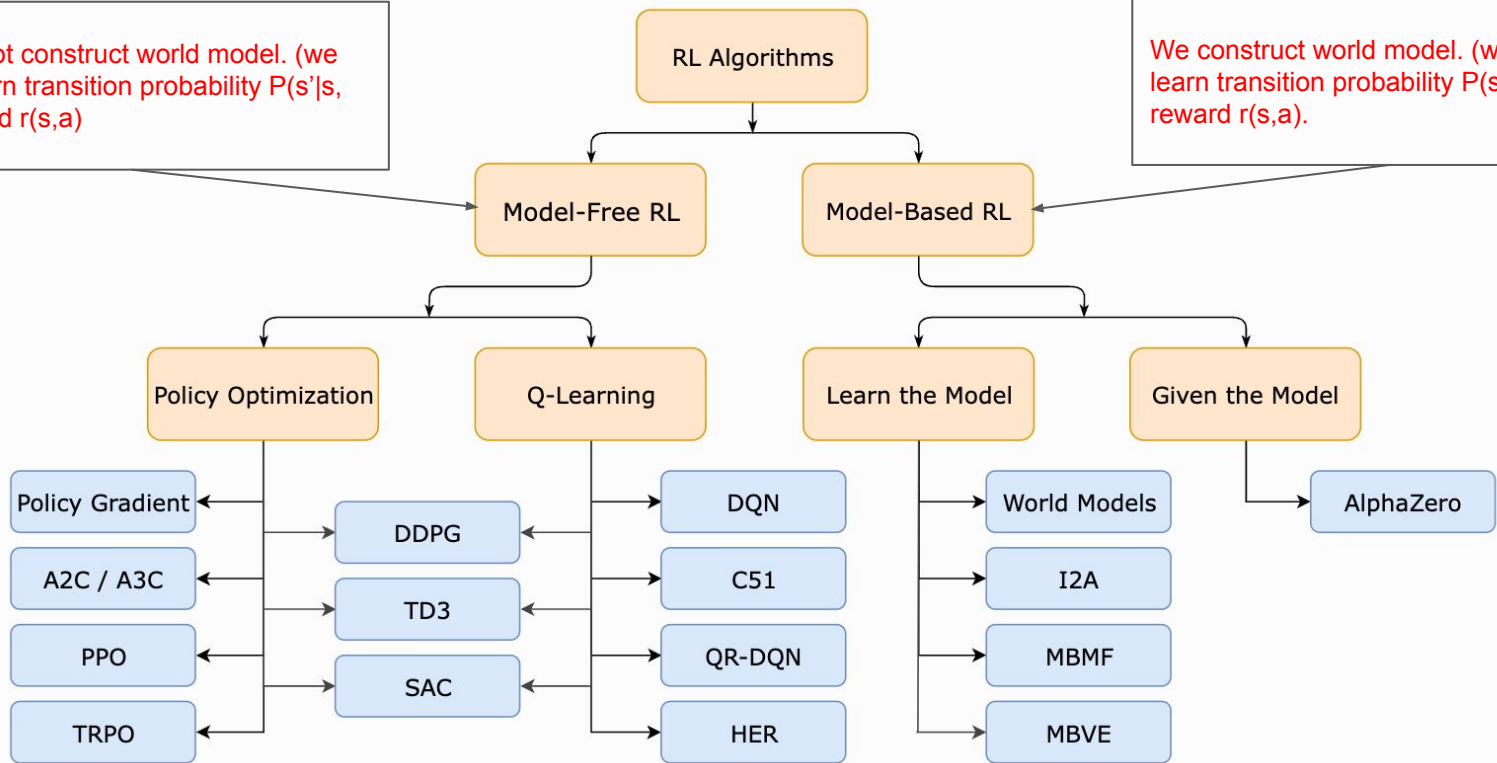 ot construct world model. (we
rn transition probability P(s’|s,
d r(s,a)
We construct world model. (w
learn transition probability P(s
reward r(s,a).
RL Algorithms
Model-Free RL
Model-Based RL
Policy Optimization
Q-Learning
Learn the Model
Given the Model
Policy Gradient
DDPG
DQN
World Models
AlphaZero
A2C / A3C
TD3
C51
I2A
PPO
SAC
QR-DQN
MBMF
TRPO
HER
MBVE